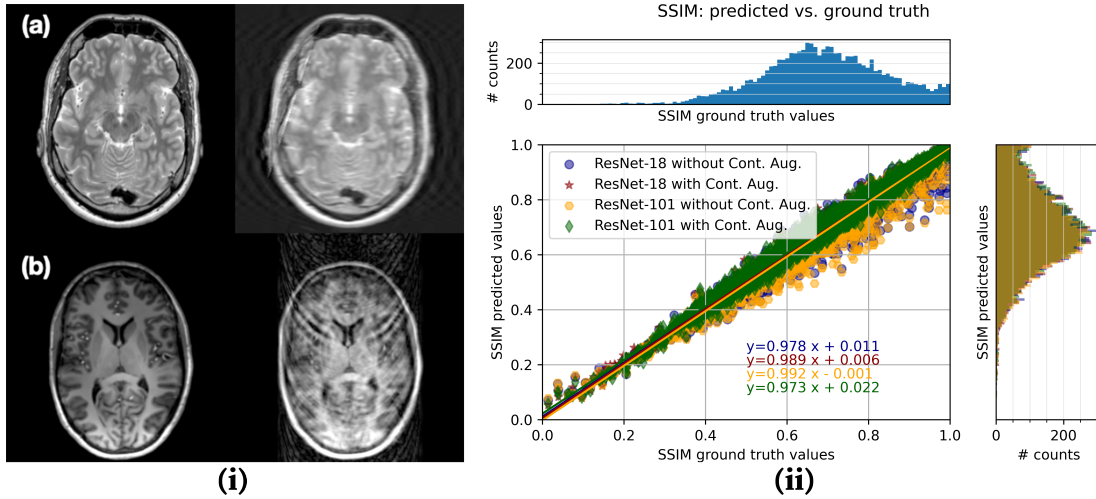 (a)
(b)
(i)
SSIM: predicted vs. ground truth
# counts
200
0
SSIM ground truth values
SSIM predicted values
1.0
0.8
0.6
0.4
0.2
0.0
ResNet-18 without Cont. Aug.
ResNet-18 with Cont. Aug.
ResNet-101 without Cont. Aug.
ResNet-101 with Cont. Aug.
y=0.978 x + 0.011
y=0.989 x + 0.006
y=0.992 x - 0.001
y=0.973 x + 0.022
0.0 0.2 0.4 0.6 0.8 1.0
SSIM ground truth values
SSIM predicted values
0 200
# counts
(ii)